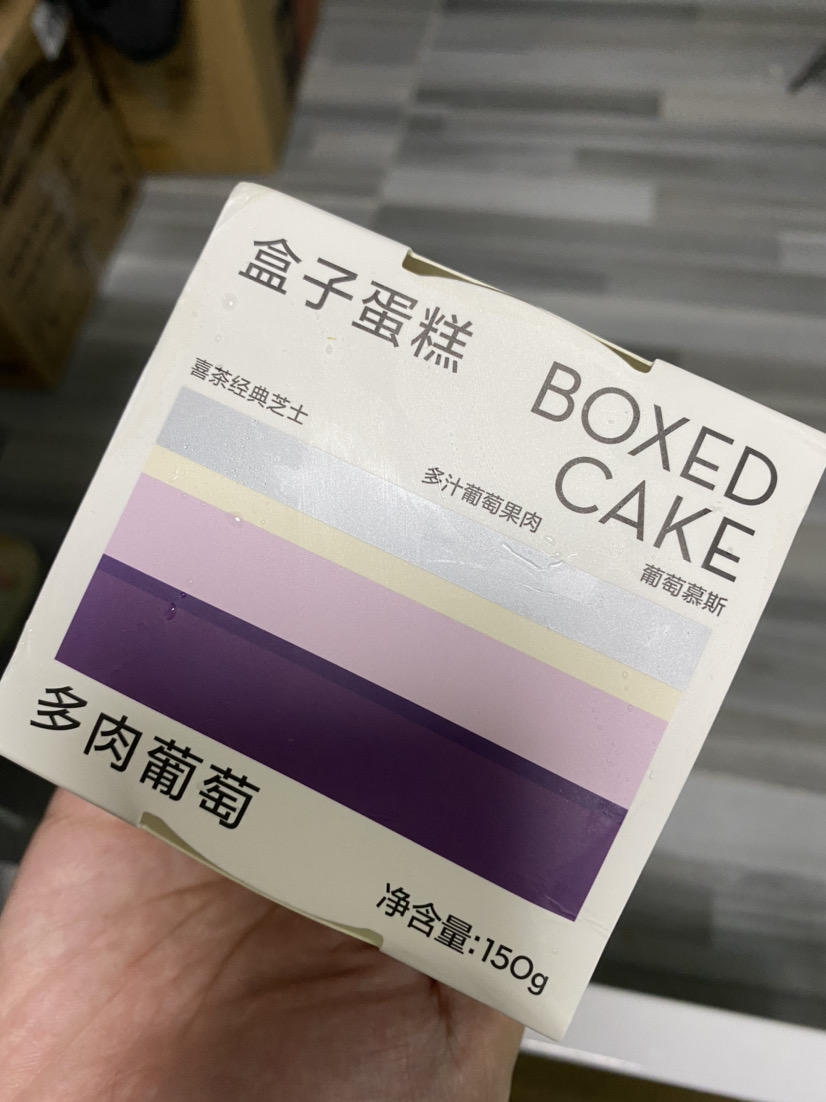 盒子蛋糕
BOXED
CAKE
喜茶经典芝士
多汁葡萄果肉
葡萄慕斯
多肉葡萄
净含量:150g